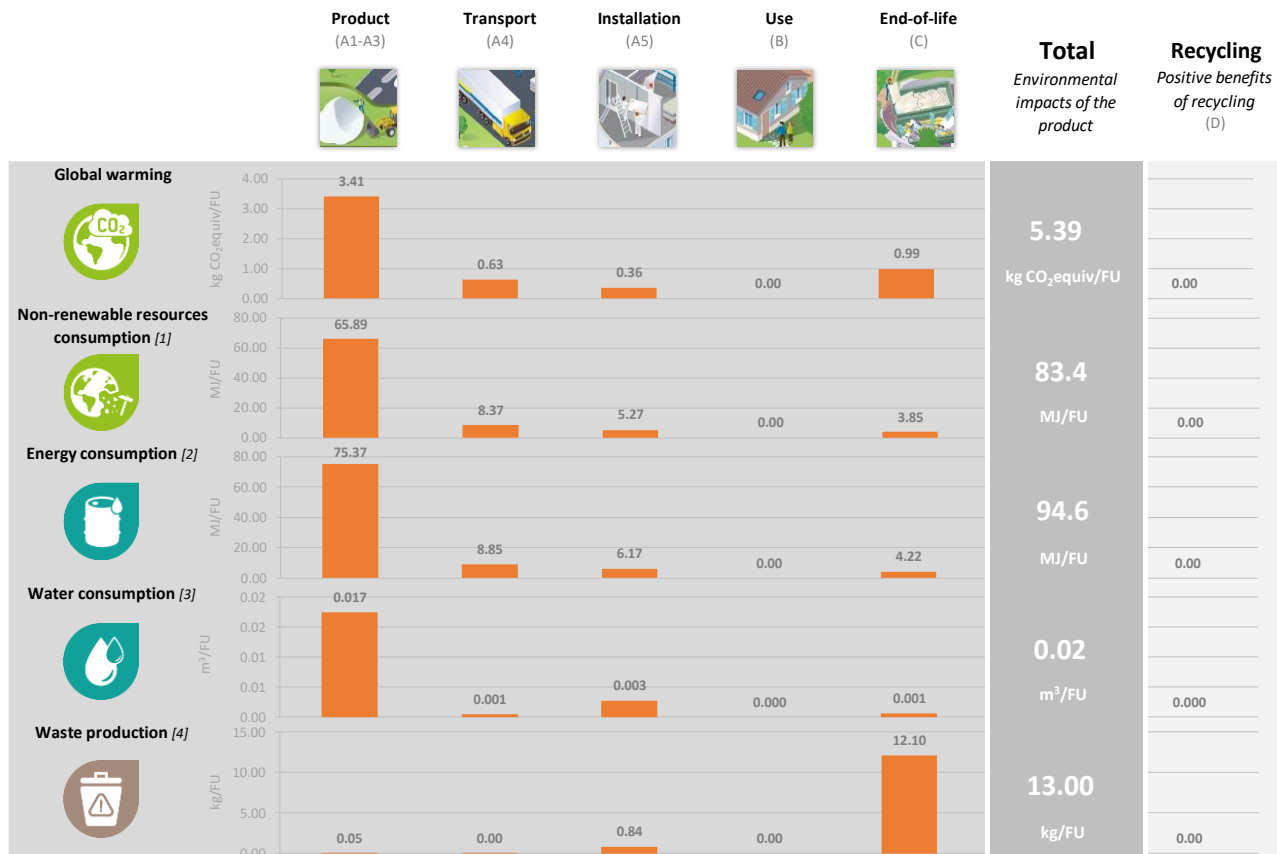 Product
(A1-A3)
Transport
(A4)
Installation
(A5)
Use
(B)
End-of-life
(C)
Total
Environmental
impacts of the
product
Recycling
Positive benefits
of recycling
(D)
Global warming
CO₂
kg CO₂equiv/FU
4.00
3.00
2.00
1.00
0.00
3.41
0.63
0.36
0.00
0.99
5.39
kg CO₂equiv/FU
0.00
Non-renewable resources
consumption [1]
MJ/FU
80.00
60.00
40.00
20.00
0.00
65.89
8.37
5.27
0.00
3.85
83.4
MJ/FU
0.00
Energy consumption [2]
MJ/FU
80.00
60.00
40.00
20.00
0.00
75.37
8.85
6.17
0.00
4.22
94.6
MJ/FU
0.00
Water consumption [3]
m³/FU
0.02
0.02
0.01
0.01
0.00
0.017
0.001
0.003
0.000
0.001
0.02
m³/FU
0.000
Waste production [4]
kg/FU
15.00
10.00
5.00
0.00
0.05
0.00
0.84
0.00
12.10
13.00
kg/FU
0.00